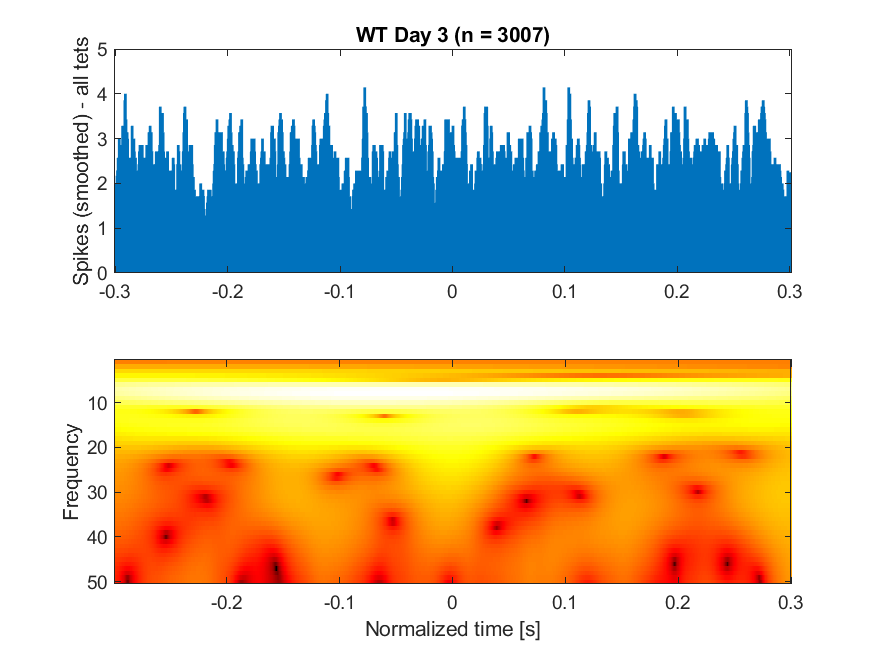 WT Day 3 (n = 3007)
Spikes (smoothed) - all tets
5
4
3
2
1
0
-0.3 -0.2 -0.1 0 0.1 0.2 0.3
Frequency
10
20
30
40
50
-0.2 -0.1 0 0.1 0.2 0.3
Normalized time [s]